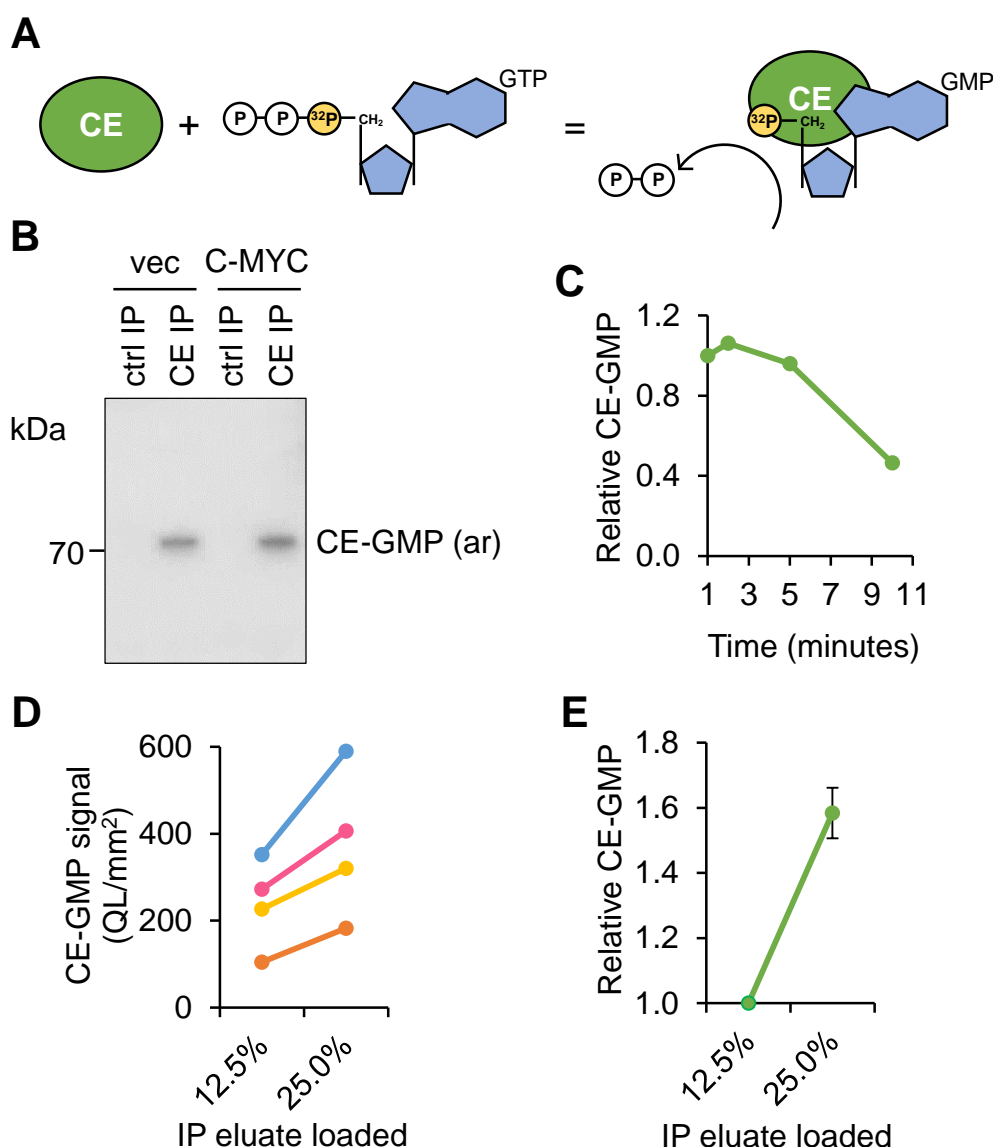 A
CE
+
P P ³²P CH₂
GTP
=
P P
³²P CH₂
CE
GMP
B
vec C-MYC
ctrl IP
CE IP
ctrl IP
CE IP
kDa
70
CE-GMP (ar)
C
Relative CE-GMP
1.2
0.8
0.4
0.0
1 3 5 7 9 11
Time (minutes)
D
CE-GMP signal
(QL/mm²)
600
400
200
0
12.5% 25.0%
IP eluate loaded
E
Relative CE-GMP
1.8
1.6
1.4
1.2
1.0
12.5% 25.0%
IP eluate loaded